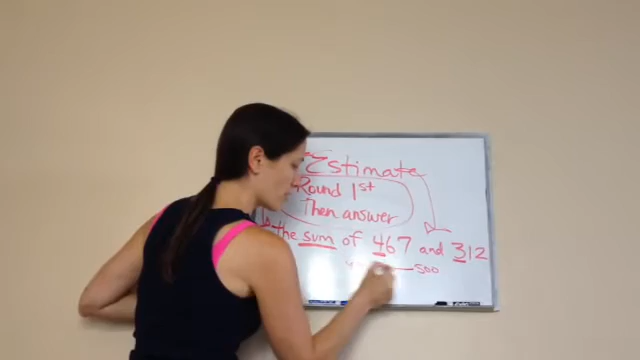 Estimate
Round 1st
Then answer
the sum of 467 and 312
500